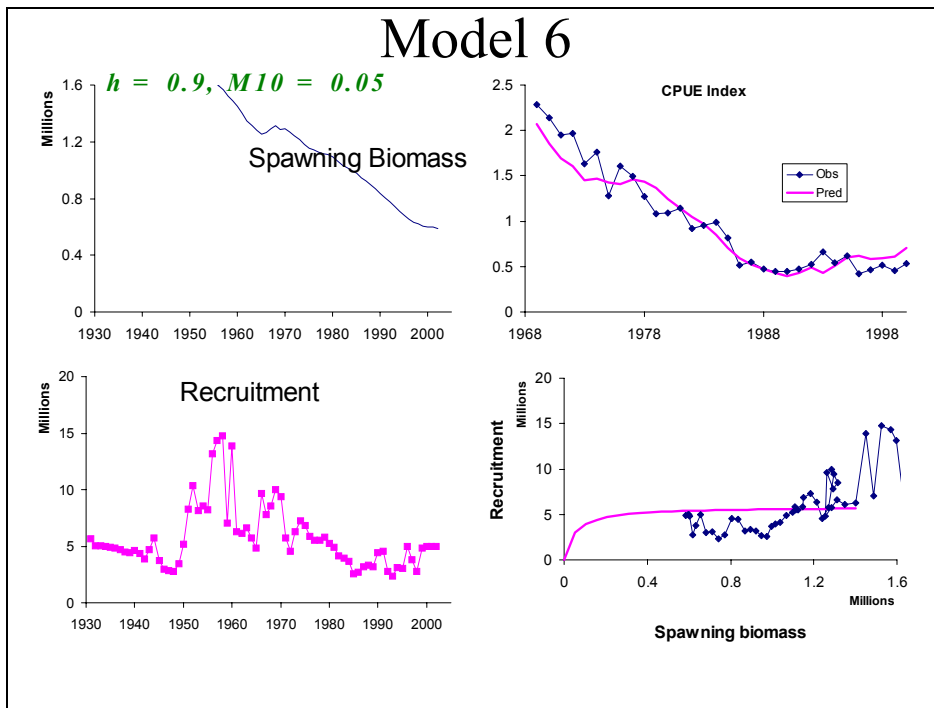 Model 6
h = 0.9, M10 = 0.05
Millions
1.6
1.2
0.6
0
Spawning Biomass
1930 1940 1950 1960 1970 1980 1990 2000
CPUE Index
2.5
2
1.5
1
0.5
0
Obs
Pred
1968 1978 1988 1998
Recruitment
Millions
20
15
10
5
0
1930 1940 1950 1960 1970 1980 1990 2000
Recruitment
Millions
20
15
10
5
0
0 0.4 0.8 1.2 1.6
Millions
Spawning biomass